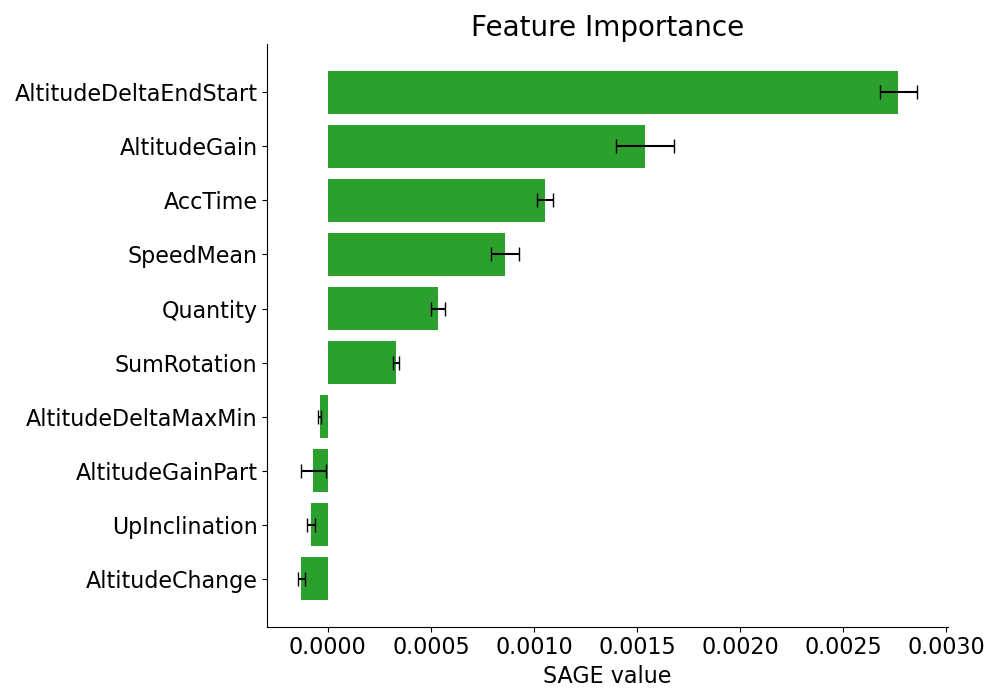 Feature Importance
AltitudeDeltaEndStart
AltitudeGain
AccTime
SpeedMean
Quantity
SumRotation
AltitudeDeltaMaxMin
AltitudeGainPart
UpInclination
AltitudeChange
0.0000 0.0005 0.0010 0.0015 0.0020 0.0025 0.0030
SAGE value